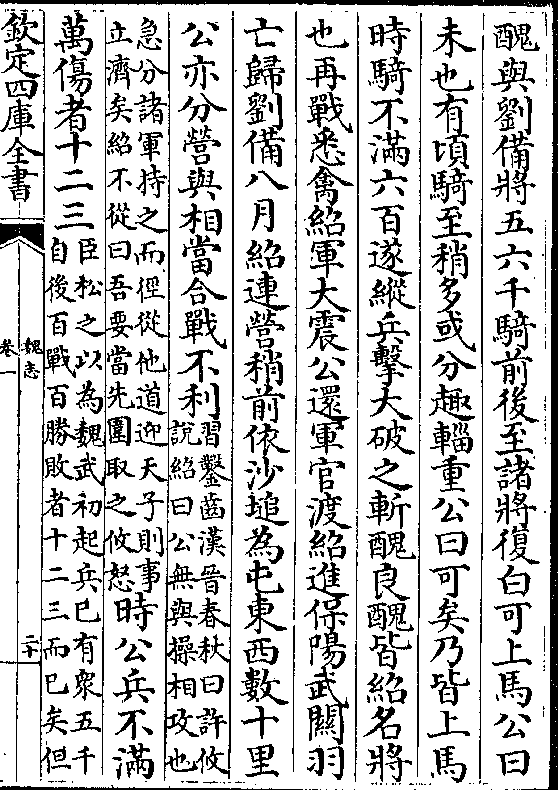 醜與劉備將五六千騎前後至諸將復白可上馬公曰
未也有頃騎至稍多或分趣輜重公曰可矣乃皆上馬
時騎不滿六百遂縱兵擊大破之斬醜良醜皆紹名將
也再戰悉禽紹軍大震公還軍官渡紹進保陽武關羽
亡歸劉備八月紹連營稍前依沙塠為屯東西數十里
公亦分營與相當合戰不利
習鑿齒漢晉春秋曰許攸
說紹曰公無與操相攻也
急分諸軍持之而徑從他道迎天子則事
立濟矣紹不從曰吾要當先圍取之攸怒
時公兵不滿
萬傷者十二三
臣松之以為魏武初起兵已有衆五千
自後百戰百勝敗者十二三而已矣但
欽定四庫全書
魏志
卷一
二十